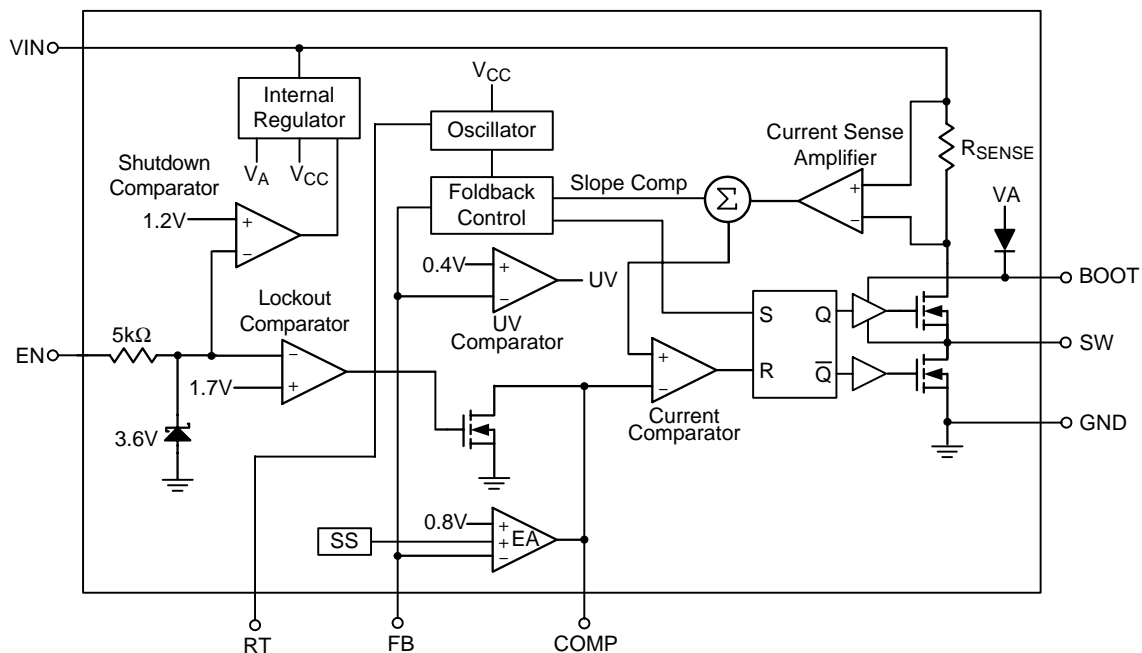 VIN
Internal
Regulator
VA
VCC
Shutdown
Comparator
1.2V
+
−
VCC
Oscillator
Foldback
Control
Slope Comp
Σ
Current Sense
Amplifier
+
−
RSENSE
VA
BOOT
0.4V
+
−
UV
UV
Comparator
Lockout
Comparator
5kΩ
EN
−
1.7V
+
3.6V
+
−
Current
Comparator
S
Q
R
Q̅
SW
GND
0.8V
SS
+
+
−
EA
RT
FB
COMP